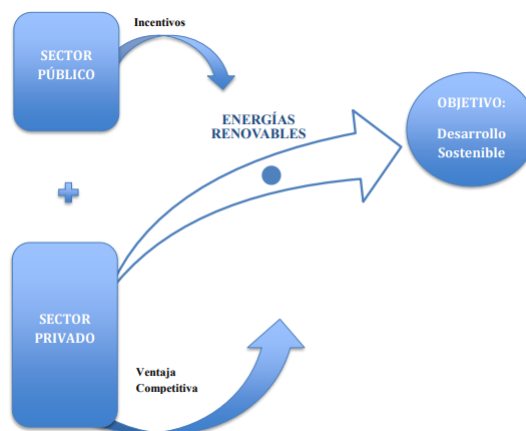 Incentivos
SECTOR
PÚBLICO
ENERGÍAS
RENOVABLES
OBJETIVO:
Desarrollo
Sostenible
SECTOR
PRIVADO
Ventaja
Competitiva